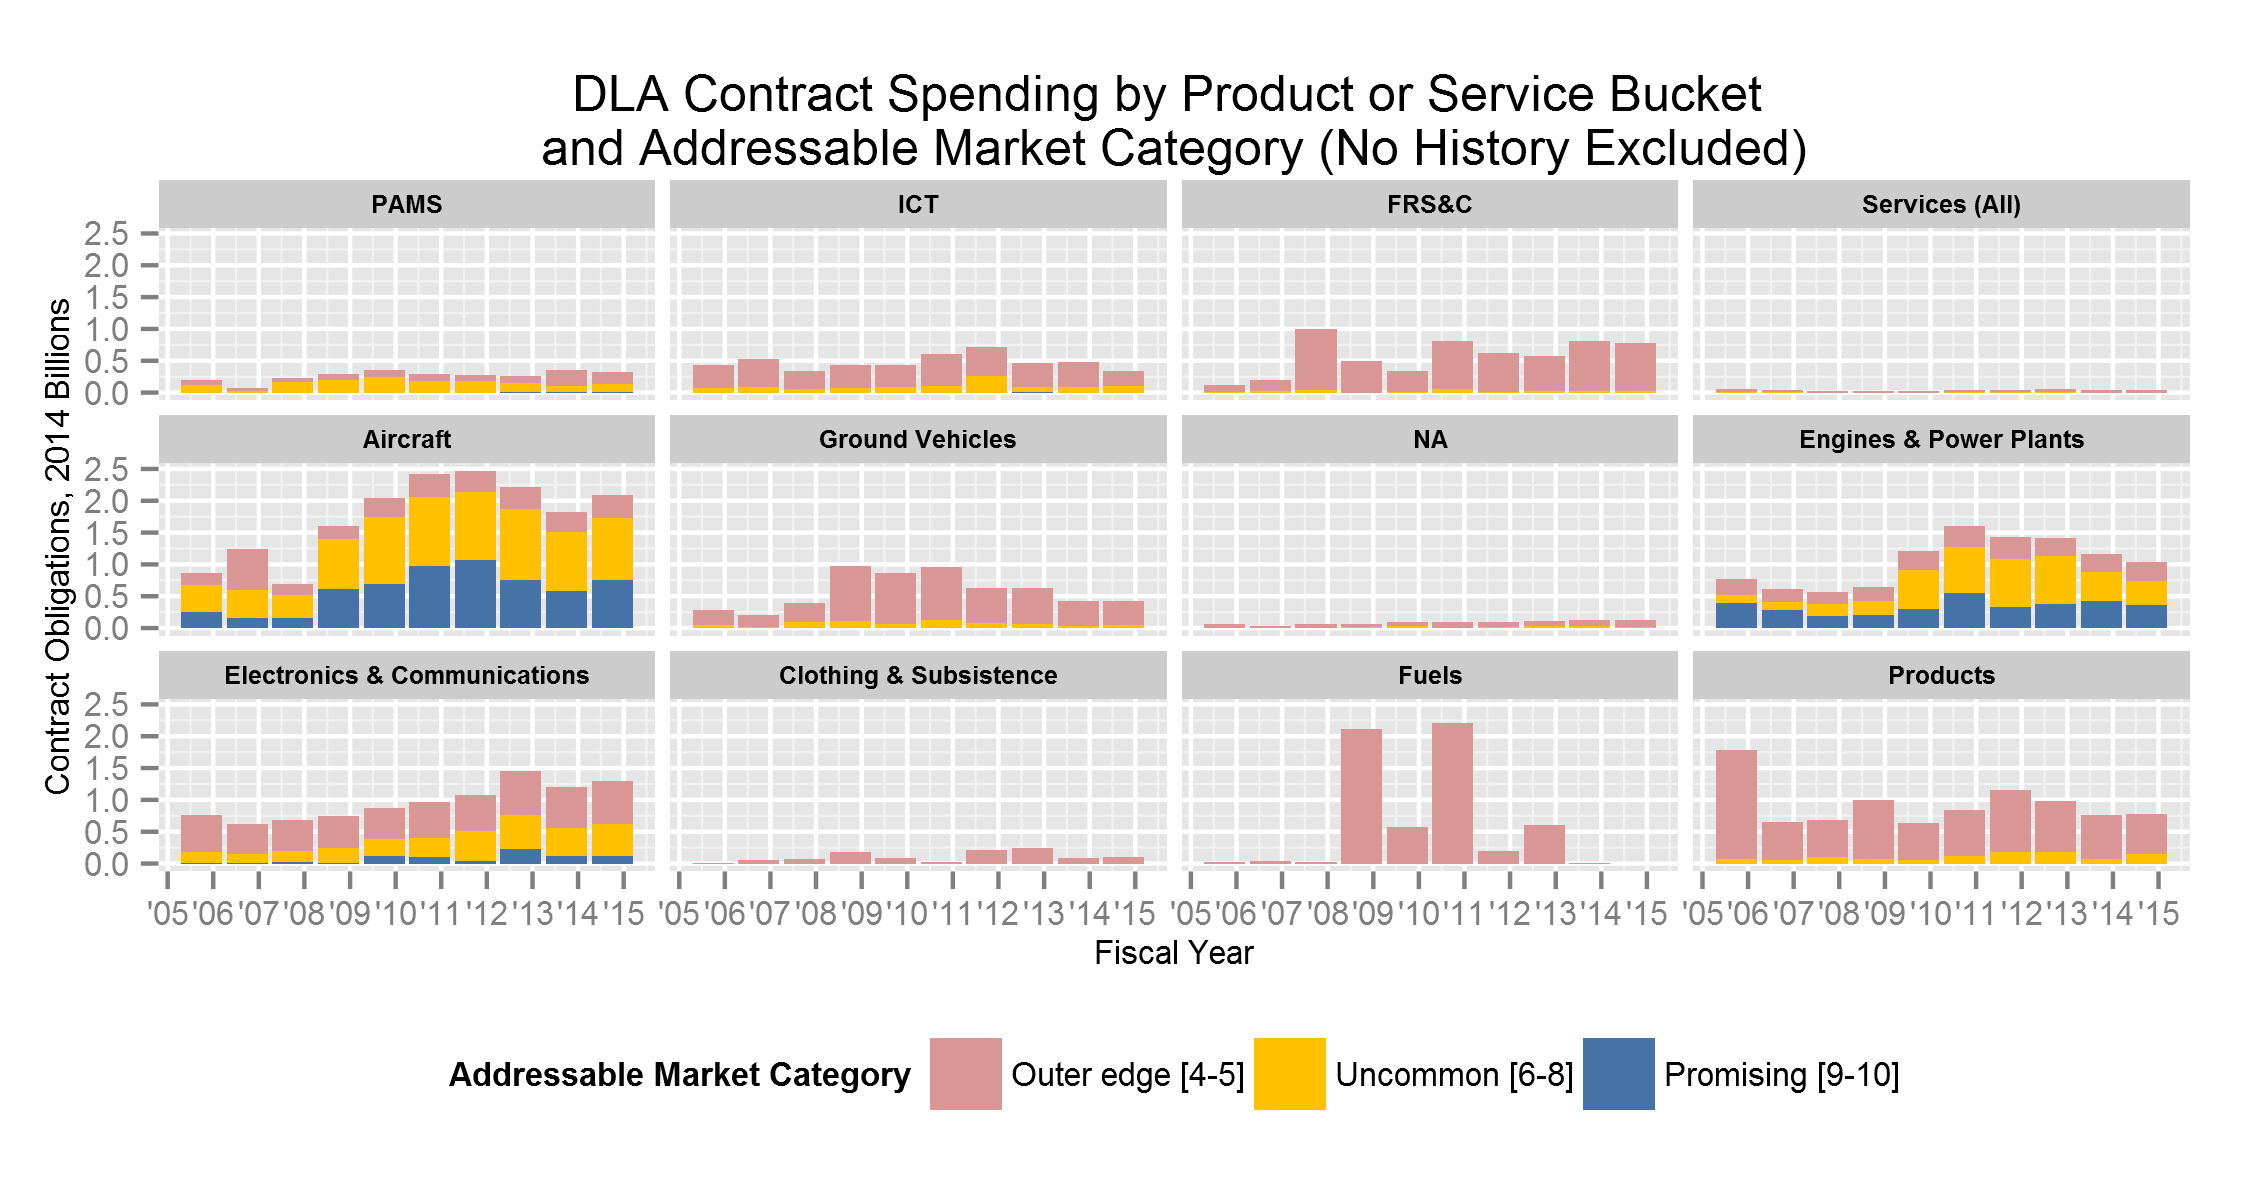 DLA Contract Spending by Product or Service Bucket
and Addressable Market Category (No History Excluded)
PAMS
ICT
FRS&C
Services (All)
2.5
2.0
1.5
1.0
0.5
0.0
Aircraft
Ground Vehicles
NA
Engines & Power Plants
2.5
2.0
1.5
1.0
0.5
0.0
Electronics & Communications
Clothing & Subsistence
Fuels
Products
2.5
2.0
1.5
1.0
0.5
0.0
Contract Obligations, 2014 Billions
'05 '06 '07 '08 '09 '10 '11 '12 '13 '14 '15
'05 '06 '07 '08 '09 '10 '11 '12 '13 '14 '15
'05 '06 '07 '08 '09 '10 '11 '12 '13 '14 '15
'05 '06 '07 '08 '09 '10 '11 '12 '13 '14 '15
Fiscal Year
Addressable Market Category Outer edge [4-5] Uncommon [6-8] Promising [9-10]